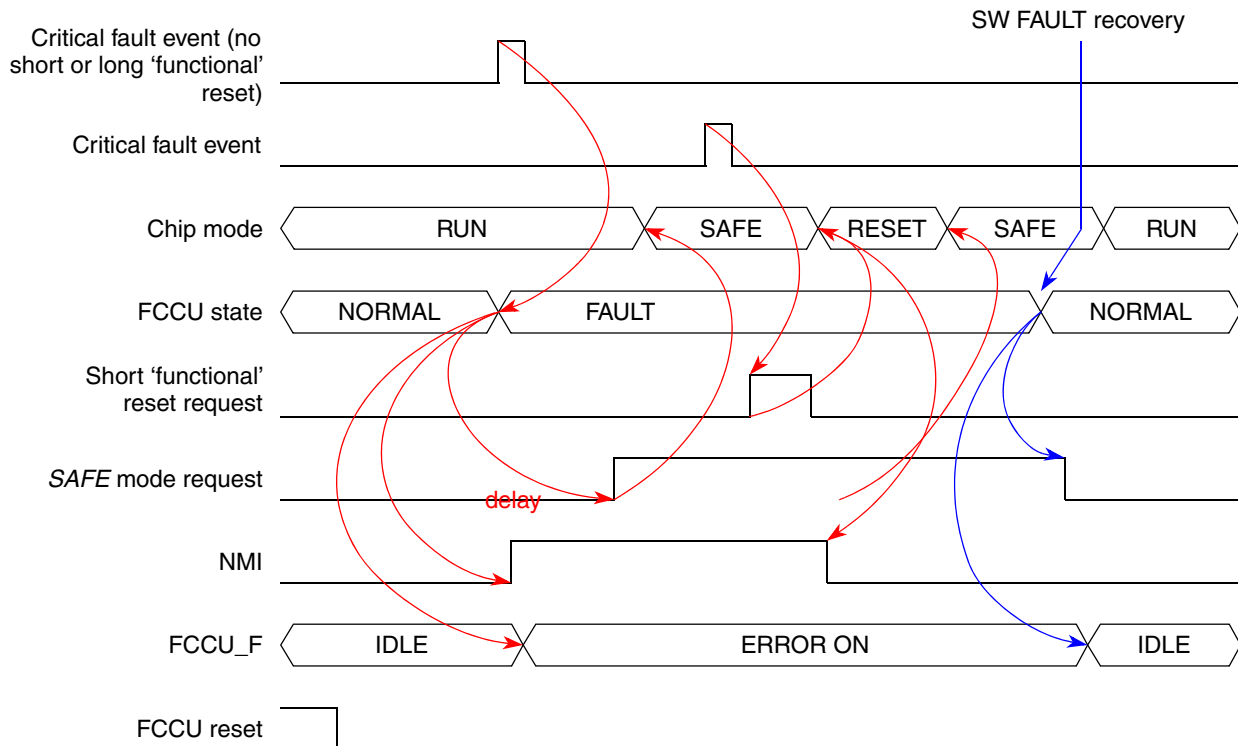 SW FAULT recovery
Critical fault event (no
short or long ‘functional’
reset)
Critical fault event
Chip mode
RUN
SAFE
RESET
SAFE
RUN
FCCU state
NORMAL
FAULT
NORMAL
Short ‘functional’
reset request
SAFE mode request
delay
NMI
FCCU_F
IDLE
ERROR ON
IDLE
FCCU reset